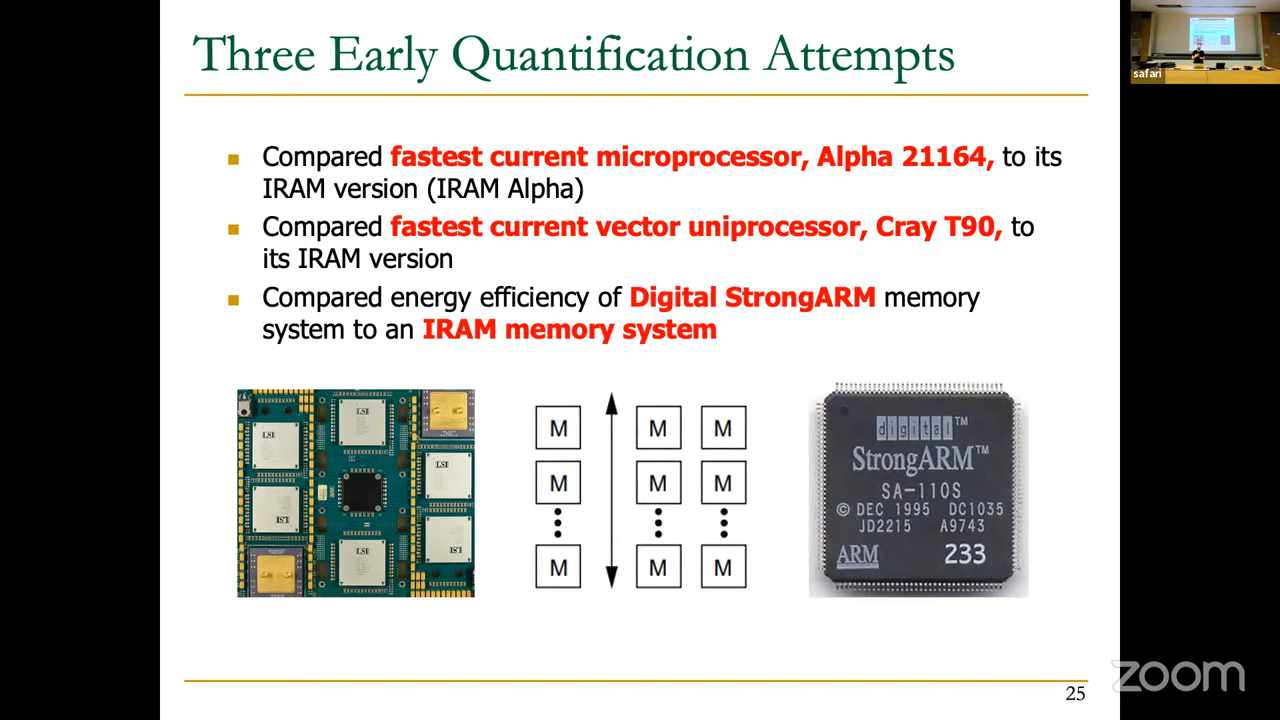 Three Early Quantification Attempts
safari
Compared fastest current microprocessor, Alpha 21164, to its
IRAM version (IRAM Alpha)
Compared fastest current vector uniprocessor, Cray T90, to
its IRAM version
Compared energy efficiency of Digital StrongARM memory
system to an IRAM memory system
LSI
LSI
LSI
LSI
LSI
LSI
M M M
M M M
M M M
digital™
StrongARM™
SA-110S
© DEC 1995 DC1035
JD2215 A9743
ARM 233
zoom
25